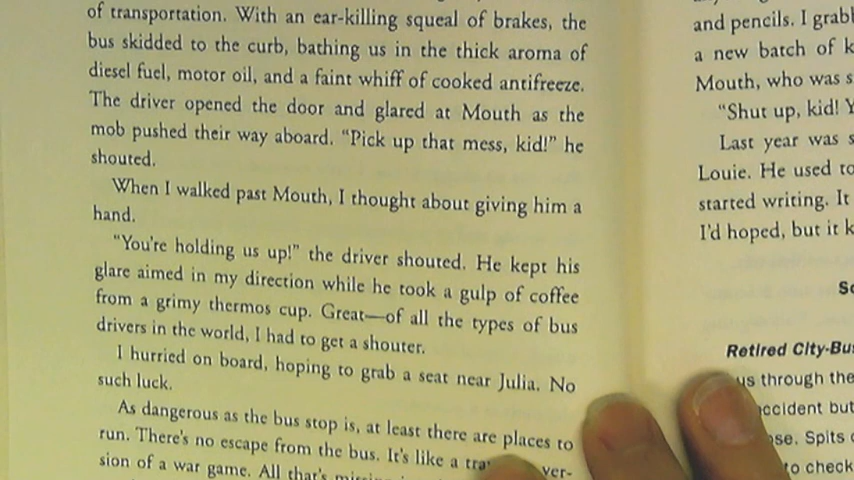 of transportation. With an ear-killing squeal of brakes, the
bus skidded to the curb, bathing us in the thick aroma of
diesel fuel, motor oil, and a faint whiff of cooked antifreeze.
The driver opened the door and glared at Mouth as the
mob pushed their way aboard. “Pick up that mess, kid!” he
shouted.
When I walked past Mouth, I thought about giving him a
hand.
“You’re holding us up!” the driver shouted. He kept his
glare aimed in my direction while he took a gulp of coffee
from a grimy thermos cup. Great—of all the types of bus
drivers in the world, I had to get a shouter.
I hurried on board, hoping to grab a seat near Julia. No
such luck.
As dangerous as the bus stop is, at least there are places to
run. There’s no escape from the bus. It’s like a ver-
sion of a war game. All that’s
and pencils. I
a new batch of
Mouth, who was
“Shut up, kid!
Last year was
Louie. He used to
started writing. It
I’d hoped, but it
Retired City-Bus
us through the
accident but
Spits
to check